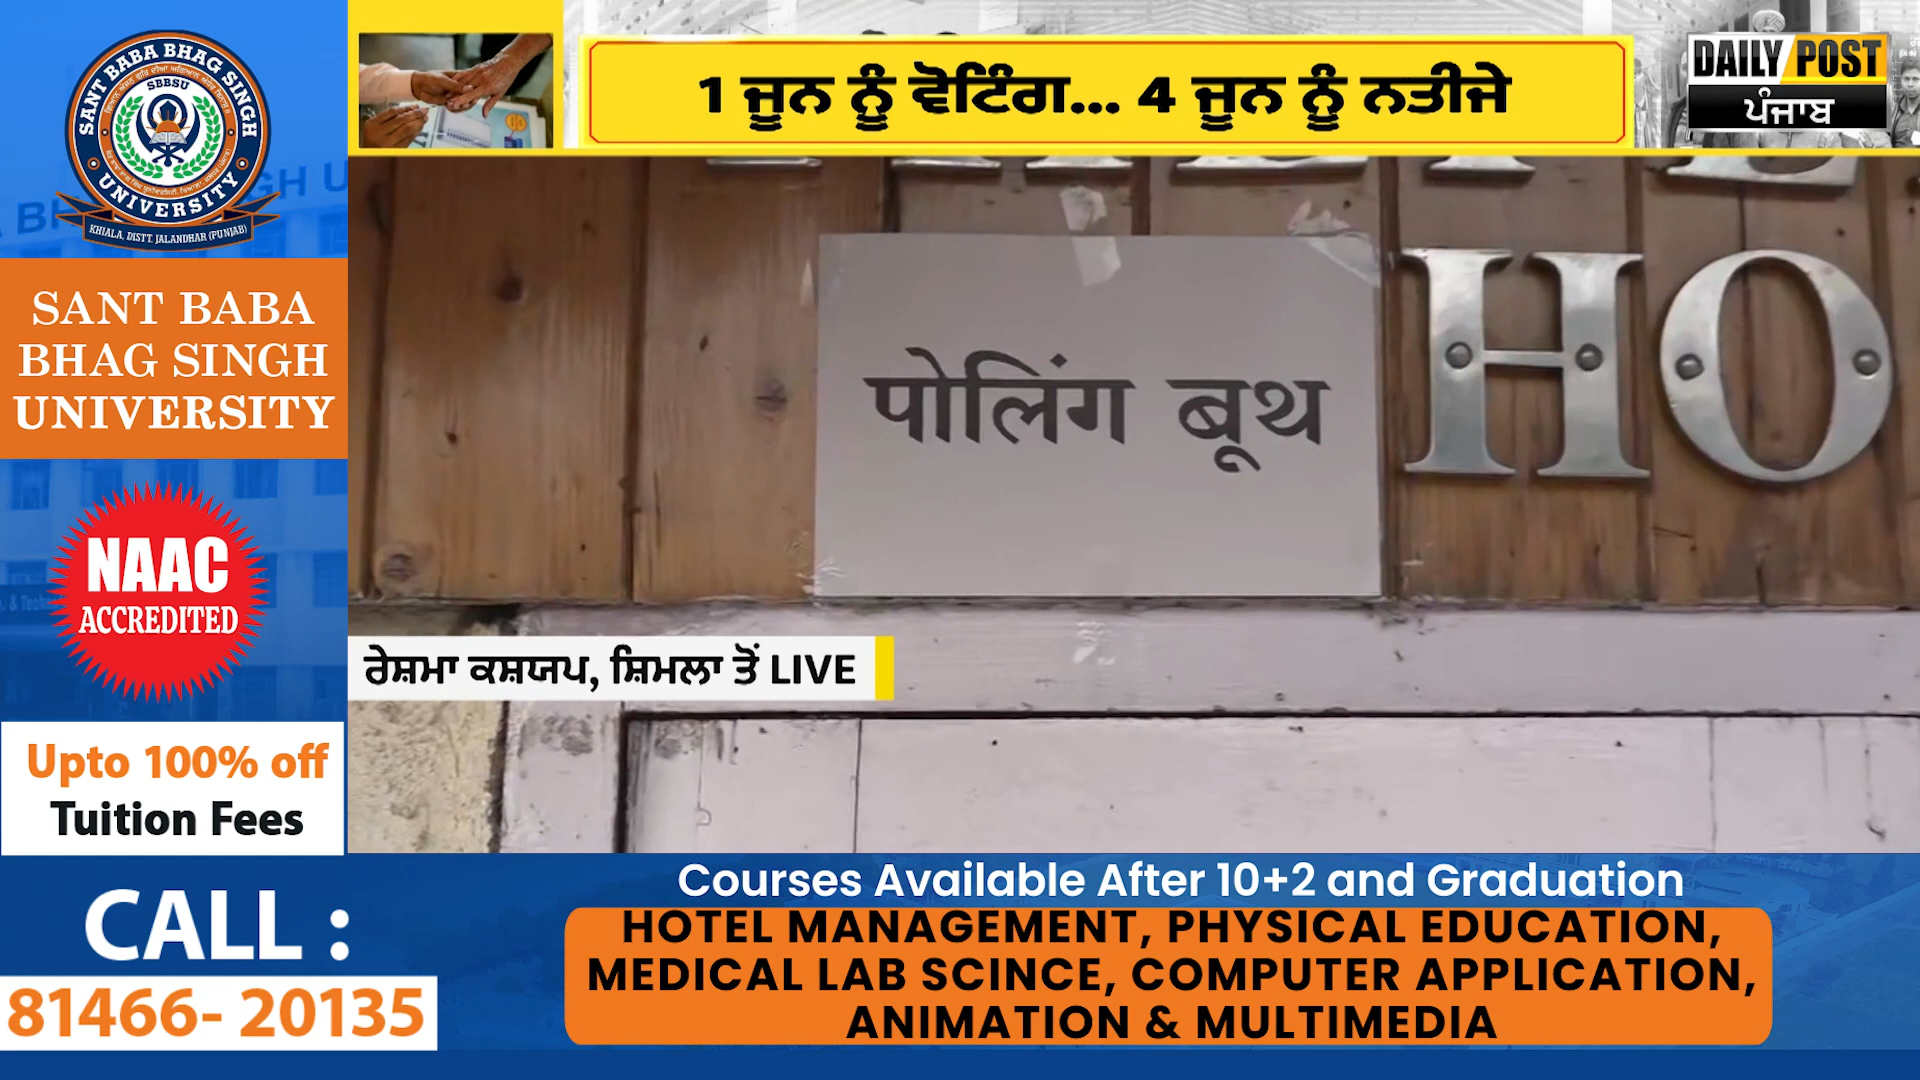 SANT BABA BHAG SINGH
SBBSU
UNIVERSITY
KHIALA, DISTT. JALANDHAR (PUNJAB)
SANT BABA
BHAG SINGH
UNIVERSITY
NAAC
ACCREDITED
Upto 100% off
Tuition Fees
CALL :
81466- 20135
1 ਜੂਨ ਨੂੰ ਵੋਟਿੰਗ... 4 ਜੂਨ ਨੂੰ ਨਤੀਜੇ
DAILY POST
ਪੰਜਾਬ
पोलिंग बूथ
HO
ਰੇਸ਼ਮਾ ਕਸ਼ਯਪ, ਸ਼ਿਮਲਾ ਤੋਂ LIVE
Courses Available After 10+2 and Graduation
HOTEL MANAGEMENT, PHYSICAL EDUCATION,
MEDICAL LAB SCINCE, COMPUTER APPLICATION,
ANIMATION & MULTIMEDIA